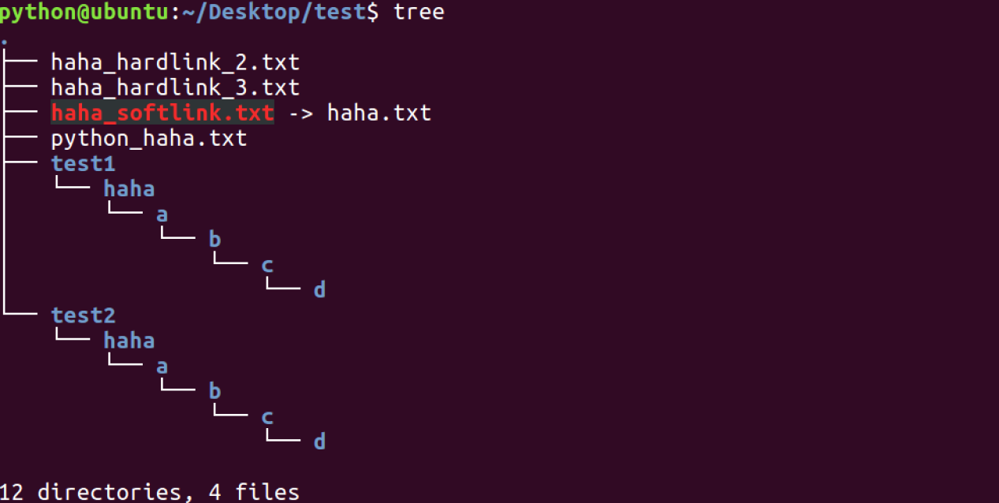 python@ubuntu:~/Desktop/test$ tree
.
├── haha_hardlink_2.txt
├── haha_hardlink_3.txt
├── haha_softlink.txt -> haha.txt
├── python_haha.txt
├── test1
│   └── haha
│       └── a
│           └── b
│               └── c
│                   └── d
└── test2
    └── haha
        └── a
            └── b
                └── c
                    └── d
12 directories, 4 files